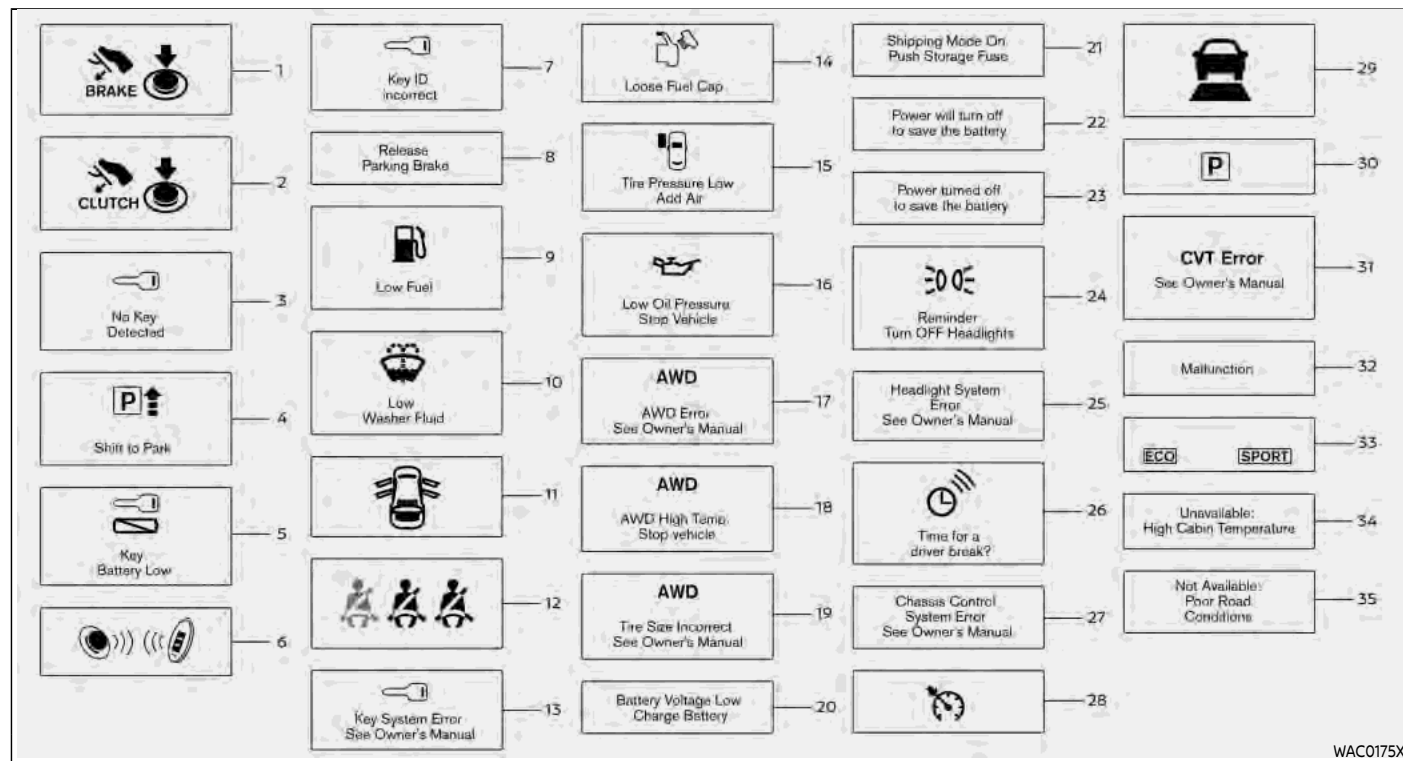 BRAKE
1
CLUTCH
2
No Key
Detected
3
P
Shift to Park
4
Key
Battery Low
5
6
Key ID
Incorrect
7
Release
Parking Brake
8
Low Fuel
9
Low
Washer Fluid
10
11
12
Key System Error
See Owner's Manual
13
Loose Fuel Cap
14
Tire Pressure Low
Add Air
15
Low Oil Pressure
Stop Vehicle
16
AWD
AWD Error
See Owner's Manual
17
AWD
AWD High Temp.
Stop vehicle
18
AWD
Tire Size Incorrect
See Owner's Manual
19
Battery Voltage Low
Charge Battery
20
Shipping Mode On
Push Storage Fuse
21
Power will turn off
to save the battery
22
Power turned off
to save the battery
23
Reminder
Turn OFF Headlights
24
Headlight System
Error
See Owner's Manual
25
Time for a
driver break?
26
Chassis Control
System Error
See Owner's Manual
27
28
29
P
30
CVT Error
See Owner's Manual
31
Malfunction
32
ECO SPORT
33
Unavailable:
High Cabin Temperature
34
Not Available:
Poor Road
Conditions
35
WAC0175X